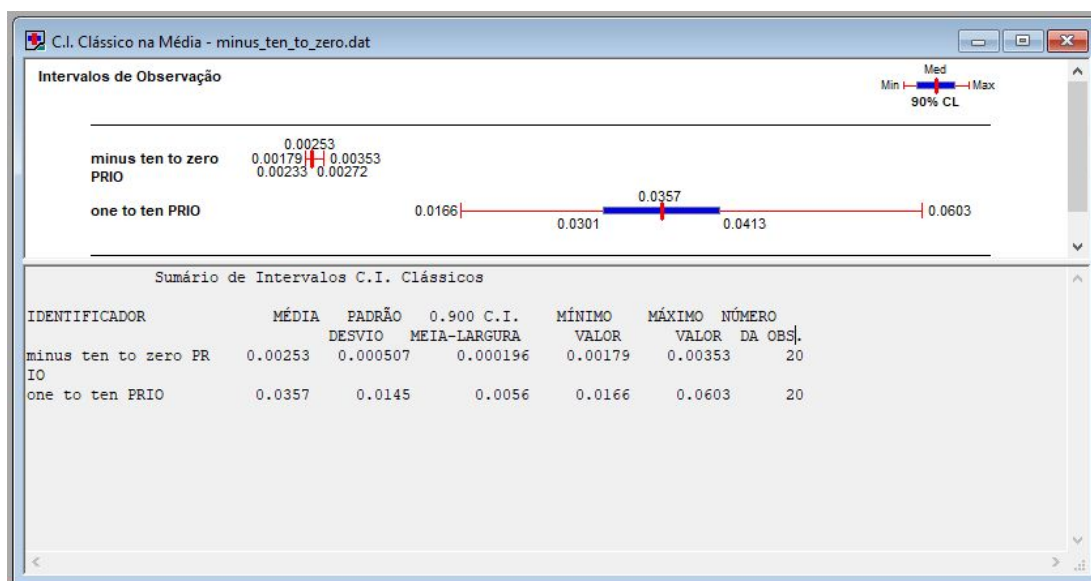 C.I. Clássico na Média - minus_ten_to_zero.dat
Intervalos de Observação
Med
Min Max
90% CL
0.00253
minus ten to zero 0.00179 0.00353
PRIO 0.00233 0.00272
0.0357
one to ten PRIO 0.0166 0.0603
0.0301 0.0413
Sumário de Intervalos C.I. Clássicos
IDENTIFICADOR MÉDIA PADRÃO 0.900 C.I. MÍNIMO MÁXIMO NÚMERO
DESVIO MEIA-LARGURA VALOR VALOR DA OBS.
minus ten to zero PR 0.00253 0.000507 0.000196 0.00179 0.00353 20
IO
one to ten PRIO 0.0357 0.0145 0.0056 0.0166 0.0603 20